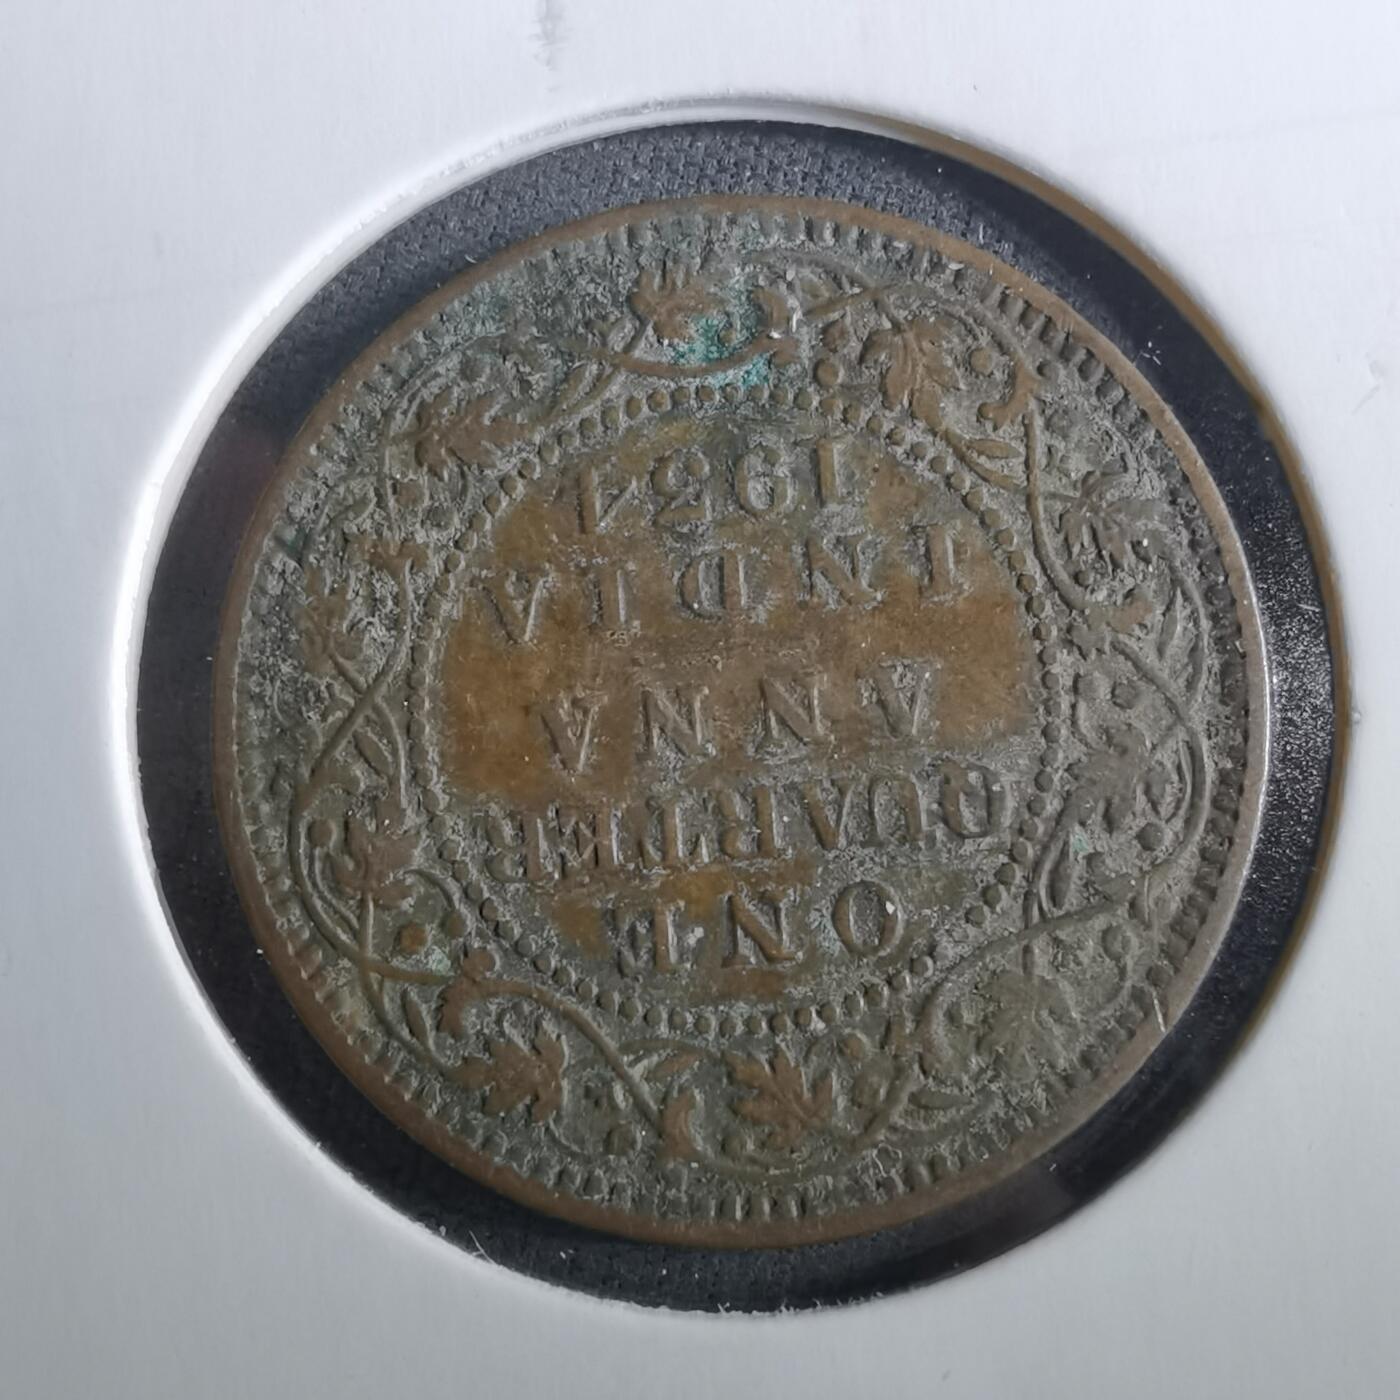 ONE
QUARTER
ANNA
INDIA
1934